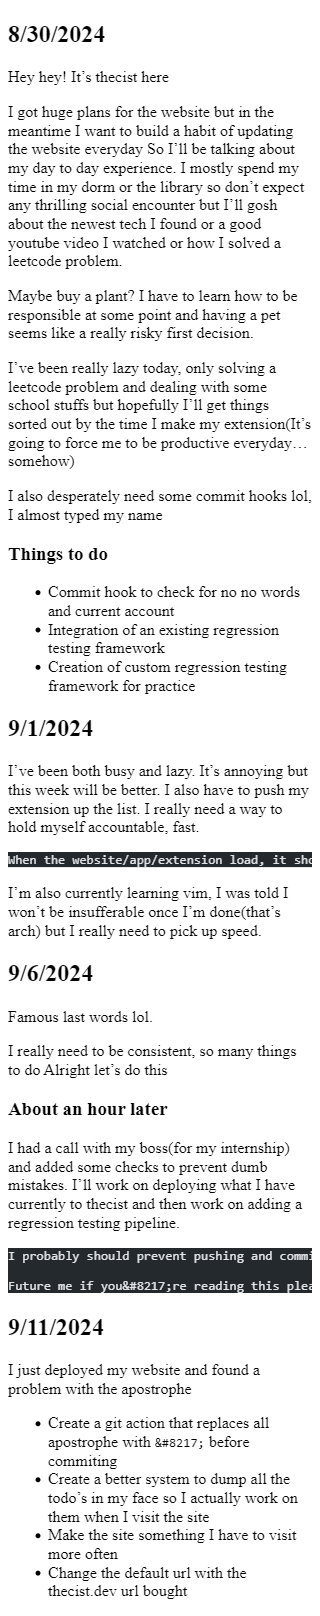 8/30/2024
Hey hey! It’s thecist here
I got huge plans for the website but in the
meantime I want to build a habit of updating
the website everyday So I’ll be talking about
my day to day experience. I mostly spend my
time in my dorm or the library so don’t expect
any thrilling social encounter but I’ll gosh
about the newest tech I found or a good
youtube video I watched or how I solved a
leetcode problem.
Maybe buy a plant? I have to learn how to be
responsible at some point and having a pet
seems like a really risky first decision.
I’ve been really lazy today, only solving a
leetcode problem and dealing with some
school stuffs but hopefully I’ll get things
sorted out by the time I make my extension(It’s
going to force me to be productive everyday…
somehow)
I also desperately need some commit hooks lol,
I almost typed my name
Things to do
• Commit hook to check for no no words
and current account
• Integration of an existing regression
testing framework
• Creation of custom regression testing
framework for practice
9/1/2024
I’ve been both busy and lazy. It’s annoying but
this week will be better. I also have to push my
extension up the list. I really need a way to
hold myself accountable, fast.
When the website/app/extension load, it sho
I’m also currently learning vim, I was told I
won’t be insufferable once I’m done(that’s
arch) but I really need to pick up speed.
9/6/2024
Famous last words lol.
I really need to be consistent, so many things
to do Alright let’s do this
About an hour later
I had a call with my boss(for my internship)
and added some checks to prevent dumb
mistakes. I’ll work on deploying what I have
currently to thecist and then work on adding a
regression testing pipeline.
I probably should prevent pushing and commi
Future me if you&#8217;re reading this plea
9/11/2024
I just deployed my website and found a
problem with the apostrophe
• Create a git action that replaces all
apostrophe with &#8217; before
commiting
• Create a better system to dump all the
todo’s in my face so I actually work on
them when I visit the site
• Make the site something I have to visit
more often
• Change the default url with the
thecist.dev url bought